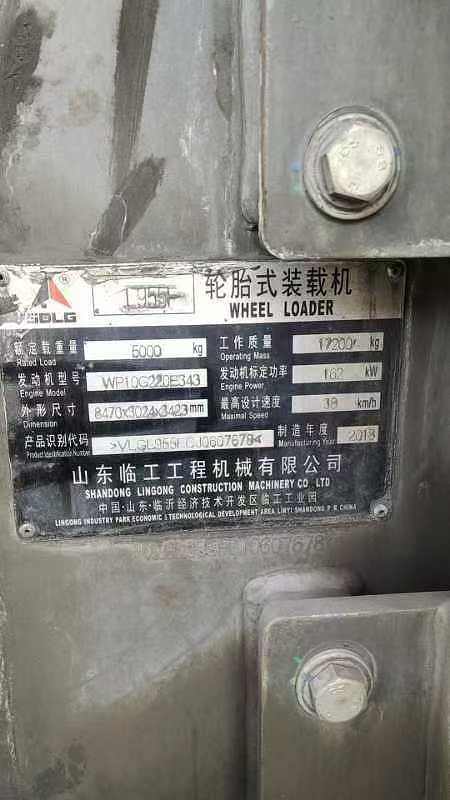 SDLG L955F 轮胎式装载机
WHEEL LOADER
额定载重量 5000 kg 工作质量 17200 kg
Rated Load Operating Mass
发动机型号 WP10G220E343 发动机标定功率 162 kW
Engine Model Engine Power
外形尺寸 8470x3024x3423 mm 最高设计速度 38 km/h
Dimension Maximal Speed
产品识别代码 制造年度 2018
Product Identification Number Manufacturing Year
山东临工工程机械有限公司
SHANDONG LINGONG CONSTRUCTION MACHINERY CO LTD
中国·山东·临沂经济技术开发区临工工业园
LINGONG INDUSTRY PARK ECONOMIC & TECHNOLOGICAL DEVELOPMENT AREA LINYI SHANDONG P R CHINA